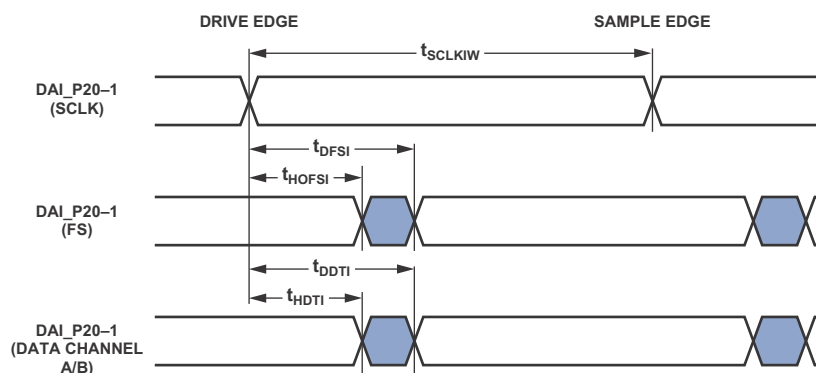 DRIVE EDGE
SAMPLE EDGE
tSCLKIW
DAI_P20–1
(SCLK)
tDFSI
tHOFSI
DAI_P20–1
(FS)
tDDTI
tHDTI
DAI_P20–1
(DATA CHANNEL
A/B)